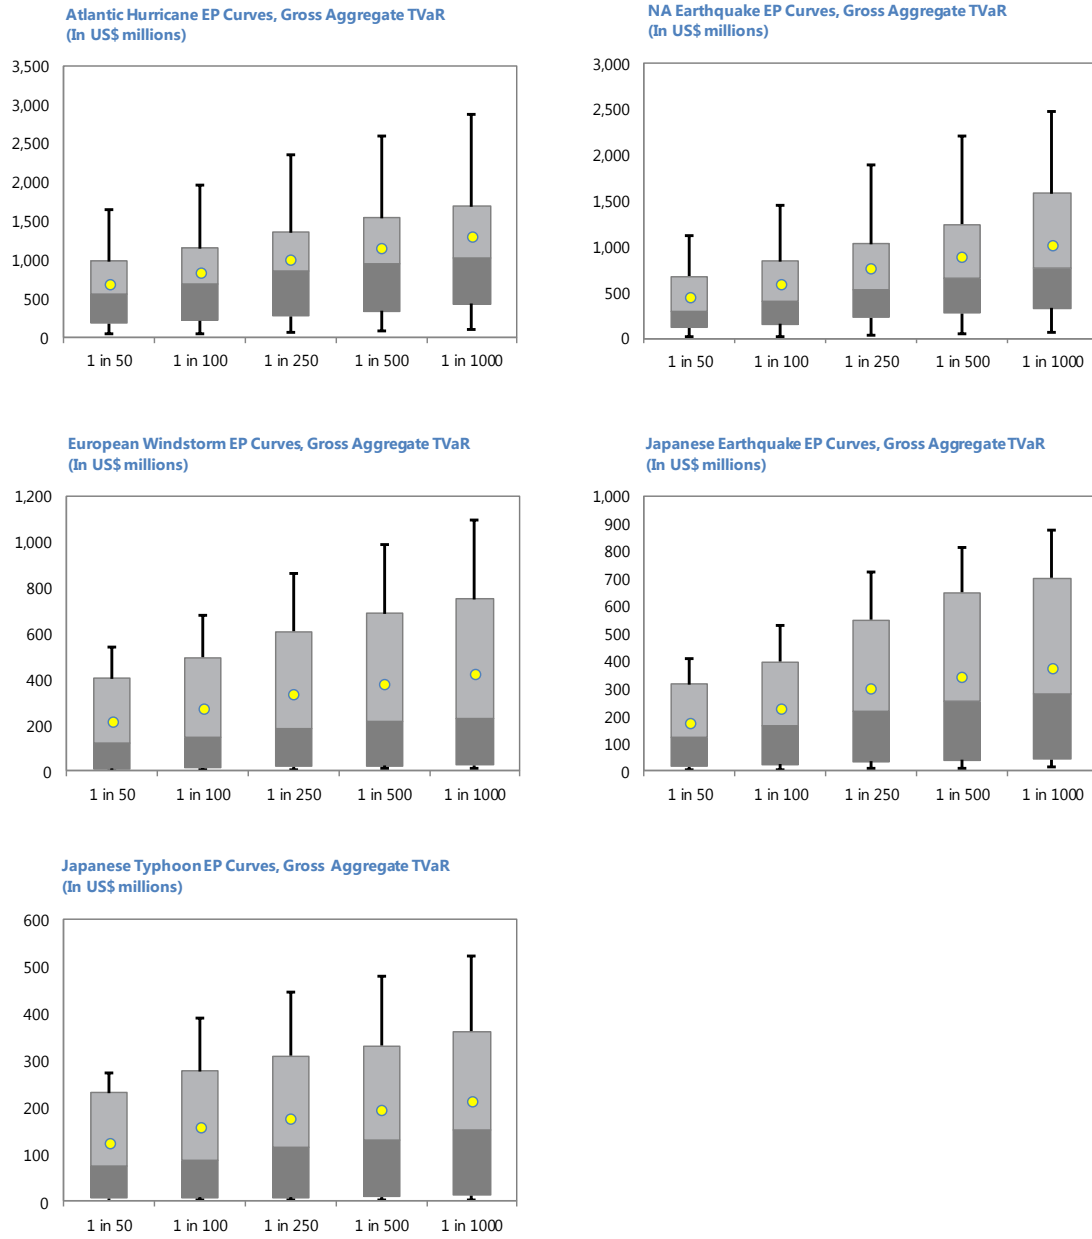 Atlantic Hurricane EP Curves, Gross Aggregate TVaR
(In US$ millions)
3,500
3,000
2,500
2,000
1,500
1,000
500
0
1 in 50 1 in 100 1 in 250 1 in 500 1 in 1000
NA Earthquake EP Curves, Gross Aggregate TVaR
(In US$ millions)
3,000
2,500
2,000
1,500
1,000
500
0
1 in 50 1 in 100 1 in 250 1 in 500 1 in 1000
European Windstorm EP Curves, Gross Aggregate TVaR
(In US$ millions)
1,200
1,000
800
600
400
200
0
1 in 50 1 in 100 1 in 250 1 in 500 1 in 1000
Japanese Earthquake EP Curves, Gross Aggregate TVaR
(In US$ millions)
1,000
900
800
700
600
500
400
300
200
100
0
1 in 50 1 in 100 1 in 250 1 in 500 1 in 1000
Japanese Typhoon EP Curves, Gross Aggregate TVaR
(In US$ millions)
600
500
400
300
200
100
0
1 in 50 1 in 100 1 in 250 1 in 500 1 in 1000